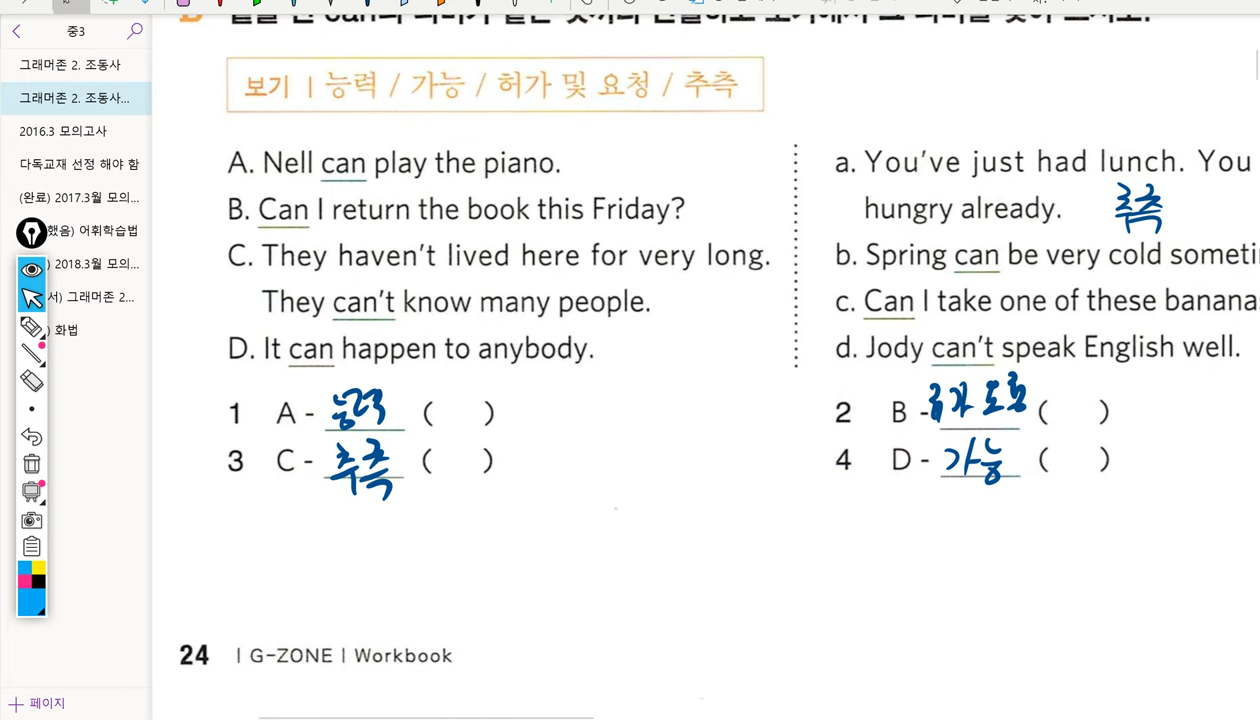 중3
그래머존 2. 조동사
그래머존 2. 조동사...
2016.3 모의고사
다독교재 선정 해야 함
(완료) 2017.3월 모의...
했음) 어휘학습법
) 2018.3월 모의...
서) 그래머존 2...
) 화법
페이지
보기 | 능력 / 가능 / 허가 및 요청 / 추측
A. Nell can play the piano.
B. Can I return the book this Friday?
C. They haven't lived here for very long.
They can't know many people.
D. It can happen to anybody.
a. You've just had lunch. You
hungry already. 추측
b. Spring can be very cold someti
c. Can I take one of these banana
d. Jody can't speak English well.
1 A - 능력 ( )
2 B - ( )
3 C - 추측 ( )
4 D - 가능 ( )
24 | G-ZONE | Workbook